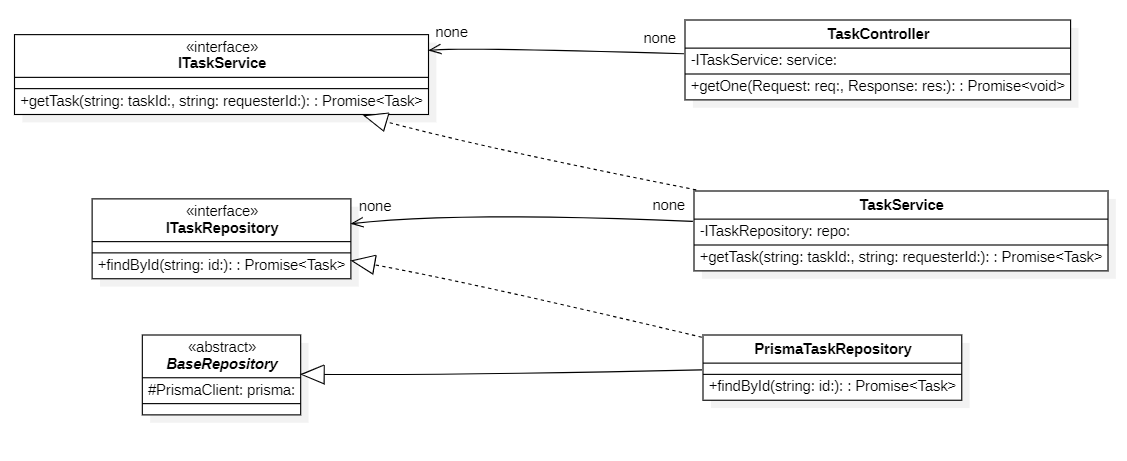 «interface»
ITaskService
+getTask(string: taskId:, string: requesterId:): : Promise<Task>
none
none
TaskController
-ITaskService: service:
+getOne(Request: req:, Response: res:): : Promise<void>
«interface»
ITaskRepository
+findById(string: id:): : Promise<Task>
none
none
TaskService
-ITaskRepository: repo:
+getTask(string: taskId:, string: requesterId:): : Promise<Task>
«abstract»
BaseRepository
#PrismaClient: prisma:
PrismaTaskRepository
+findById(string: id:): : Promise<Task>